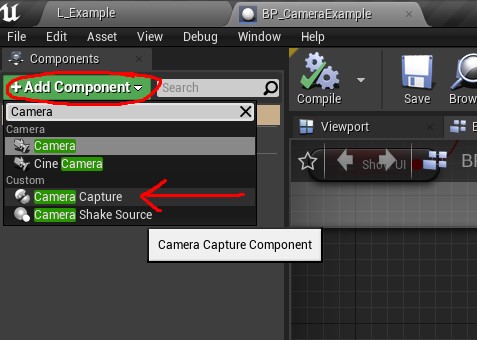 L_Example
BP_CameraExample
File Edit Asset View Debug Window Help
Components
+Add Component
Search
Compile
Save
Brow
Camera
Camera
Camera
Cine Camera
Custom
Camera Capture
Camera Shake Source
Camera Capture Component
Viewport
E
Show UI
BP